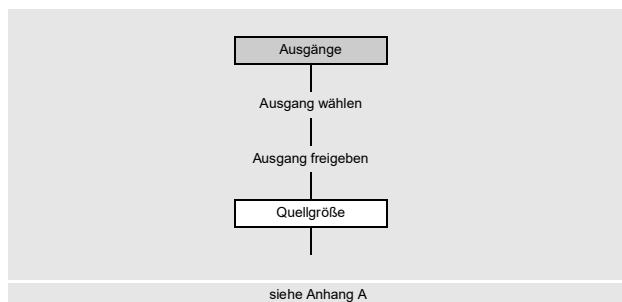 Ausgänge
Ausgang wählen
Ausgang freigeben
Quellgröße
siehe Anhang A